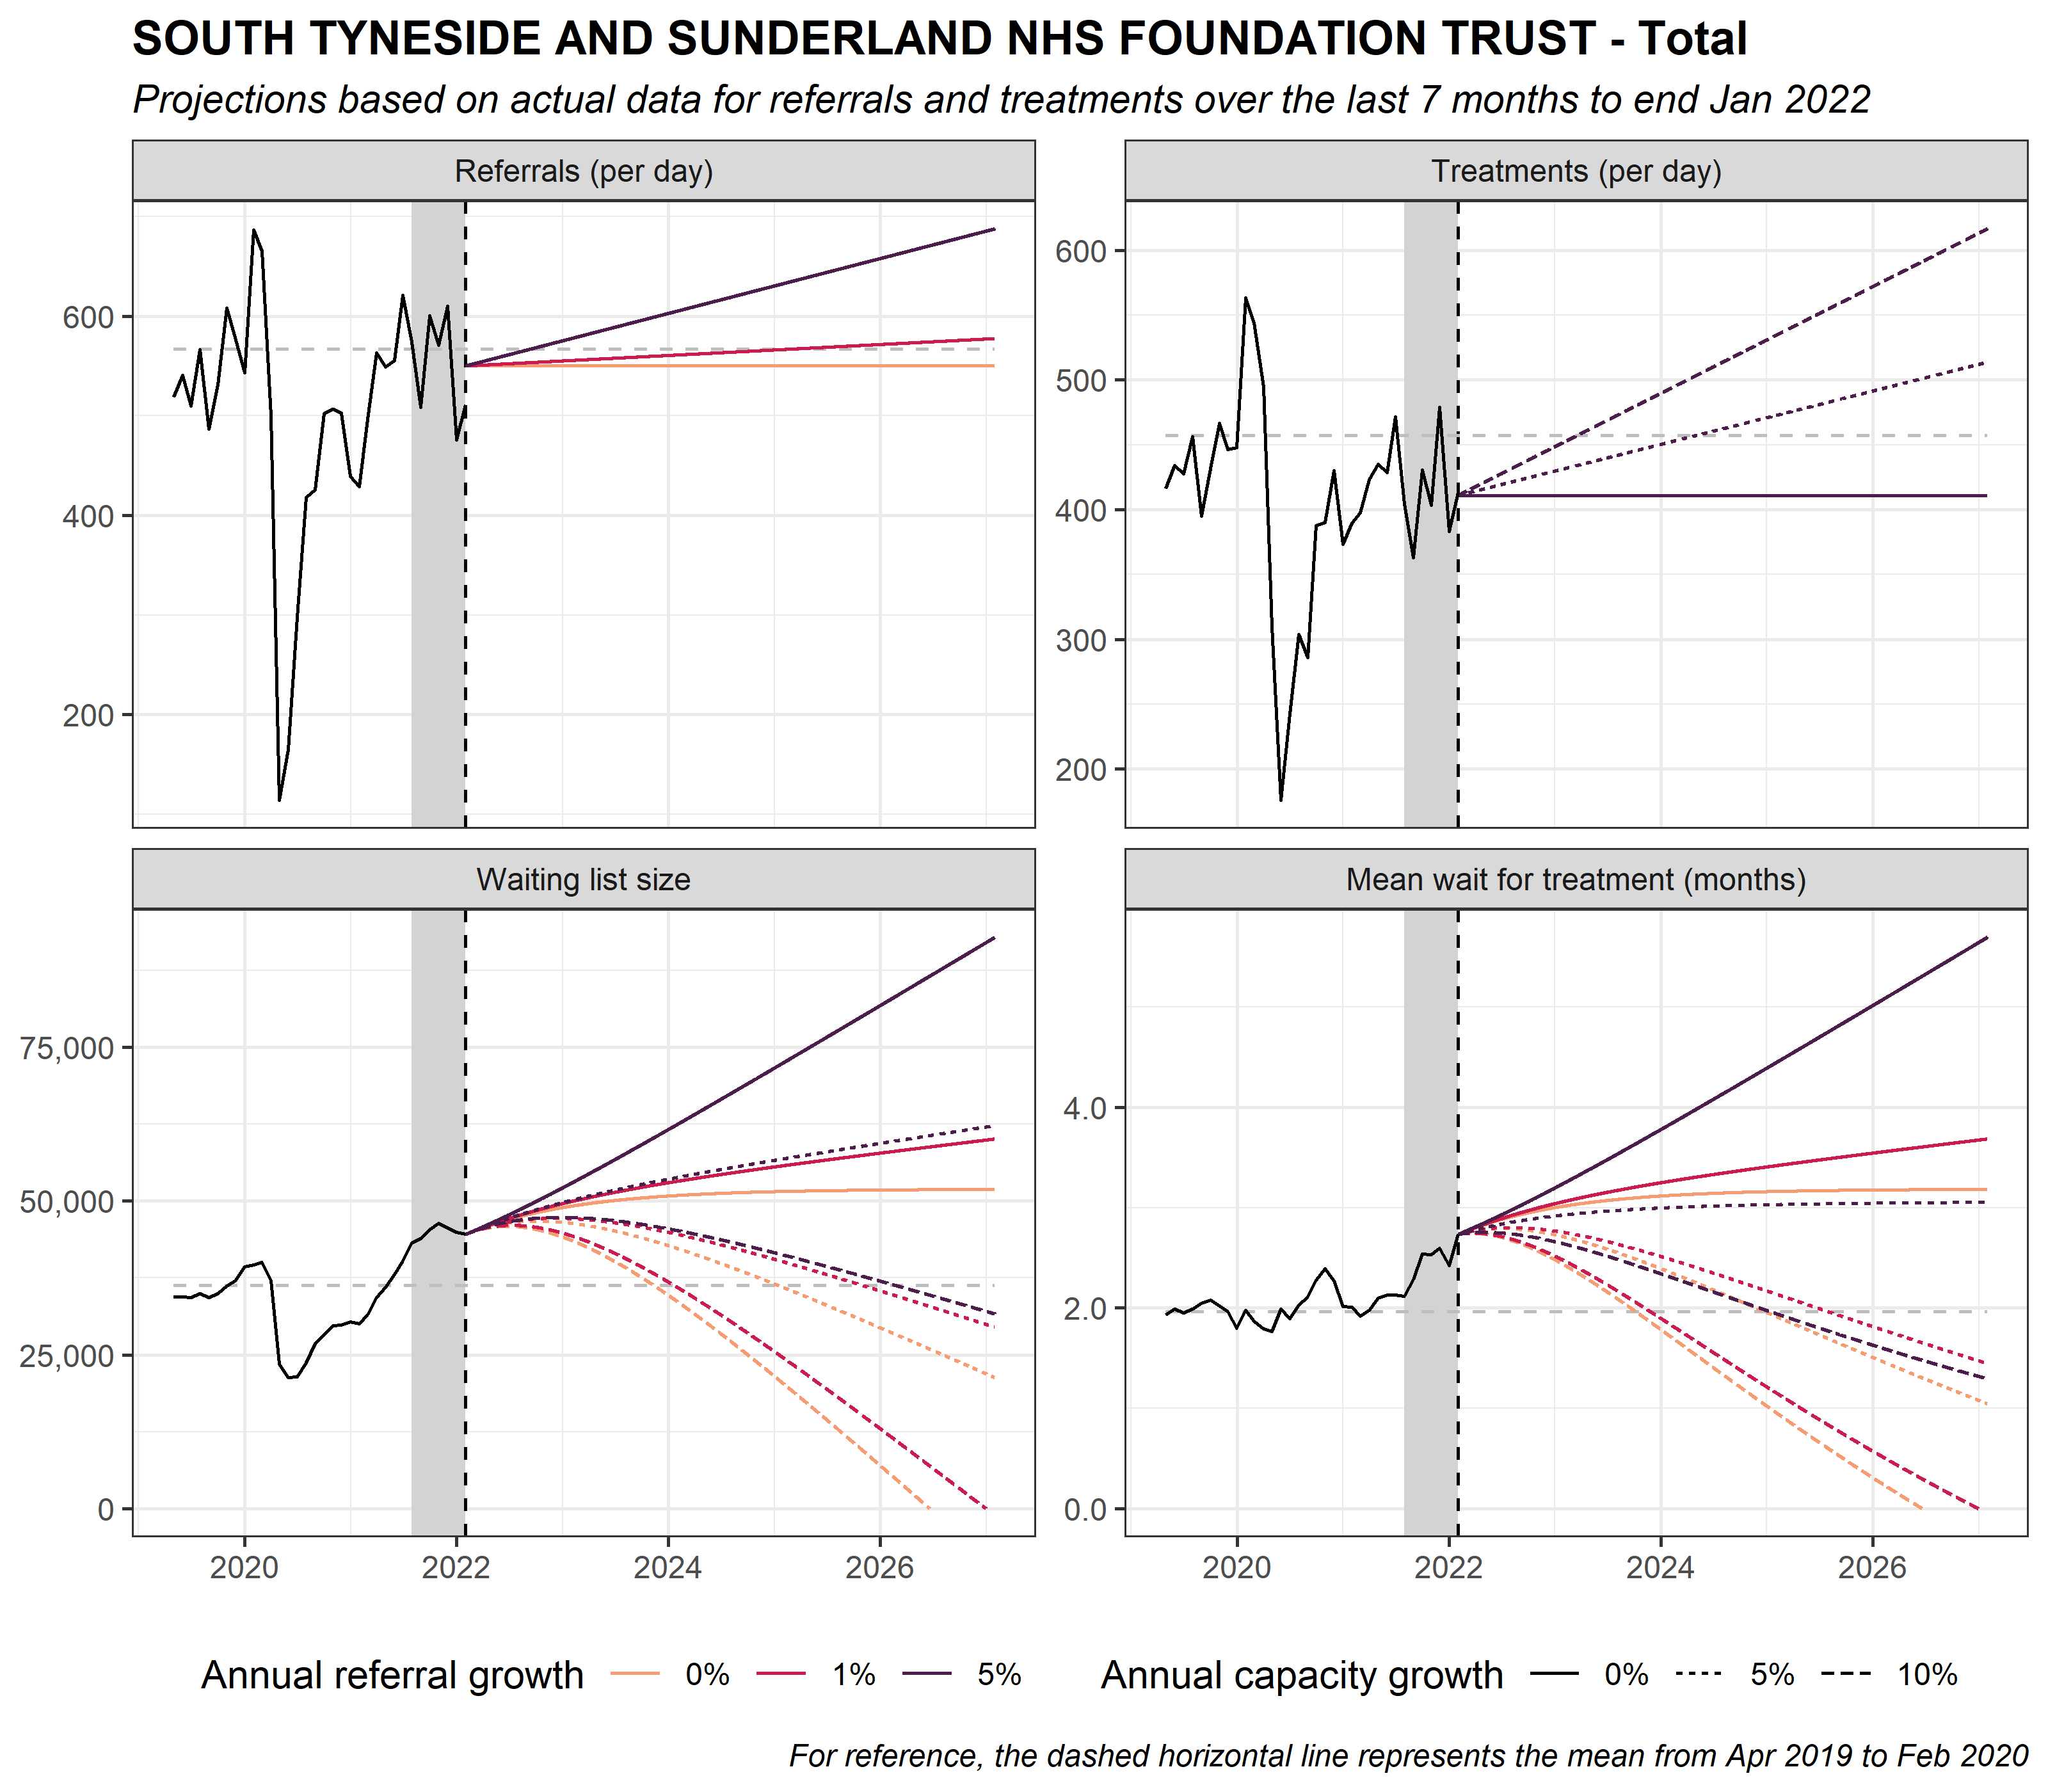 SOUTH TYNESIDE AND SUNDERLAND NHS FOUNDATION TRUST - Total
Projections based on actual data for referrals and treatments over the last 7 months to end Jan 2022
Referrals (per day)
600
400
200
Treatments (per day)
600
500
400
300
200
Waiting list size
75,000
50,000
25,000
0
2020 2022 2024 2026
Mean wait for treatment (months)
4.0
2.0
0.0
2020 2022 2024 2026
Annual referral growth 0% 1% 5%
Annual capacity growth 0% 5% 10%
For reference, the dashed horizontal line represents the mean from Apr 2019 to Feb 2020